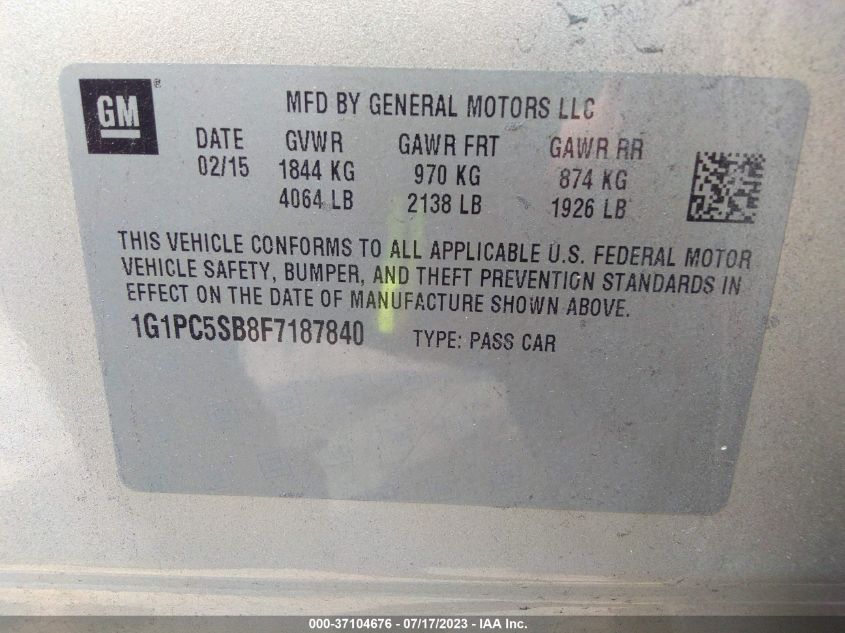 GM®
MFD BY GENERAL MOTORS LLC
DATE GVWR GAWR FRT GAWR RR
02/15 1844 KG 970 KG 874 KG
4064 LB 2138 LB 1926 LB
THIS VEHICLE CONFORMS TO ALL APPLICABLE U.S. FEDERAL MOTOR
VEHICLE SAFETY, BUMPER, AND THEFT PREVENTION STANDARDS IN
EFFECT ON THE DATE OF MANUFACTURE SHOWN ABOVE.
1G1PC5SB8F7187840 TYPE: PASS CAR
000-37104676 - 07/17/2023 - IAA Inc.